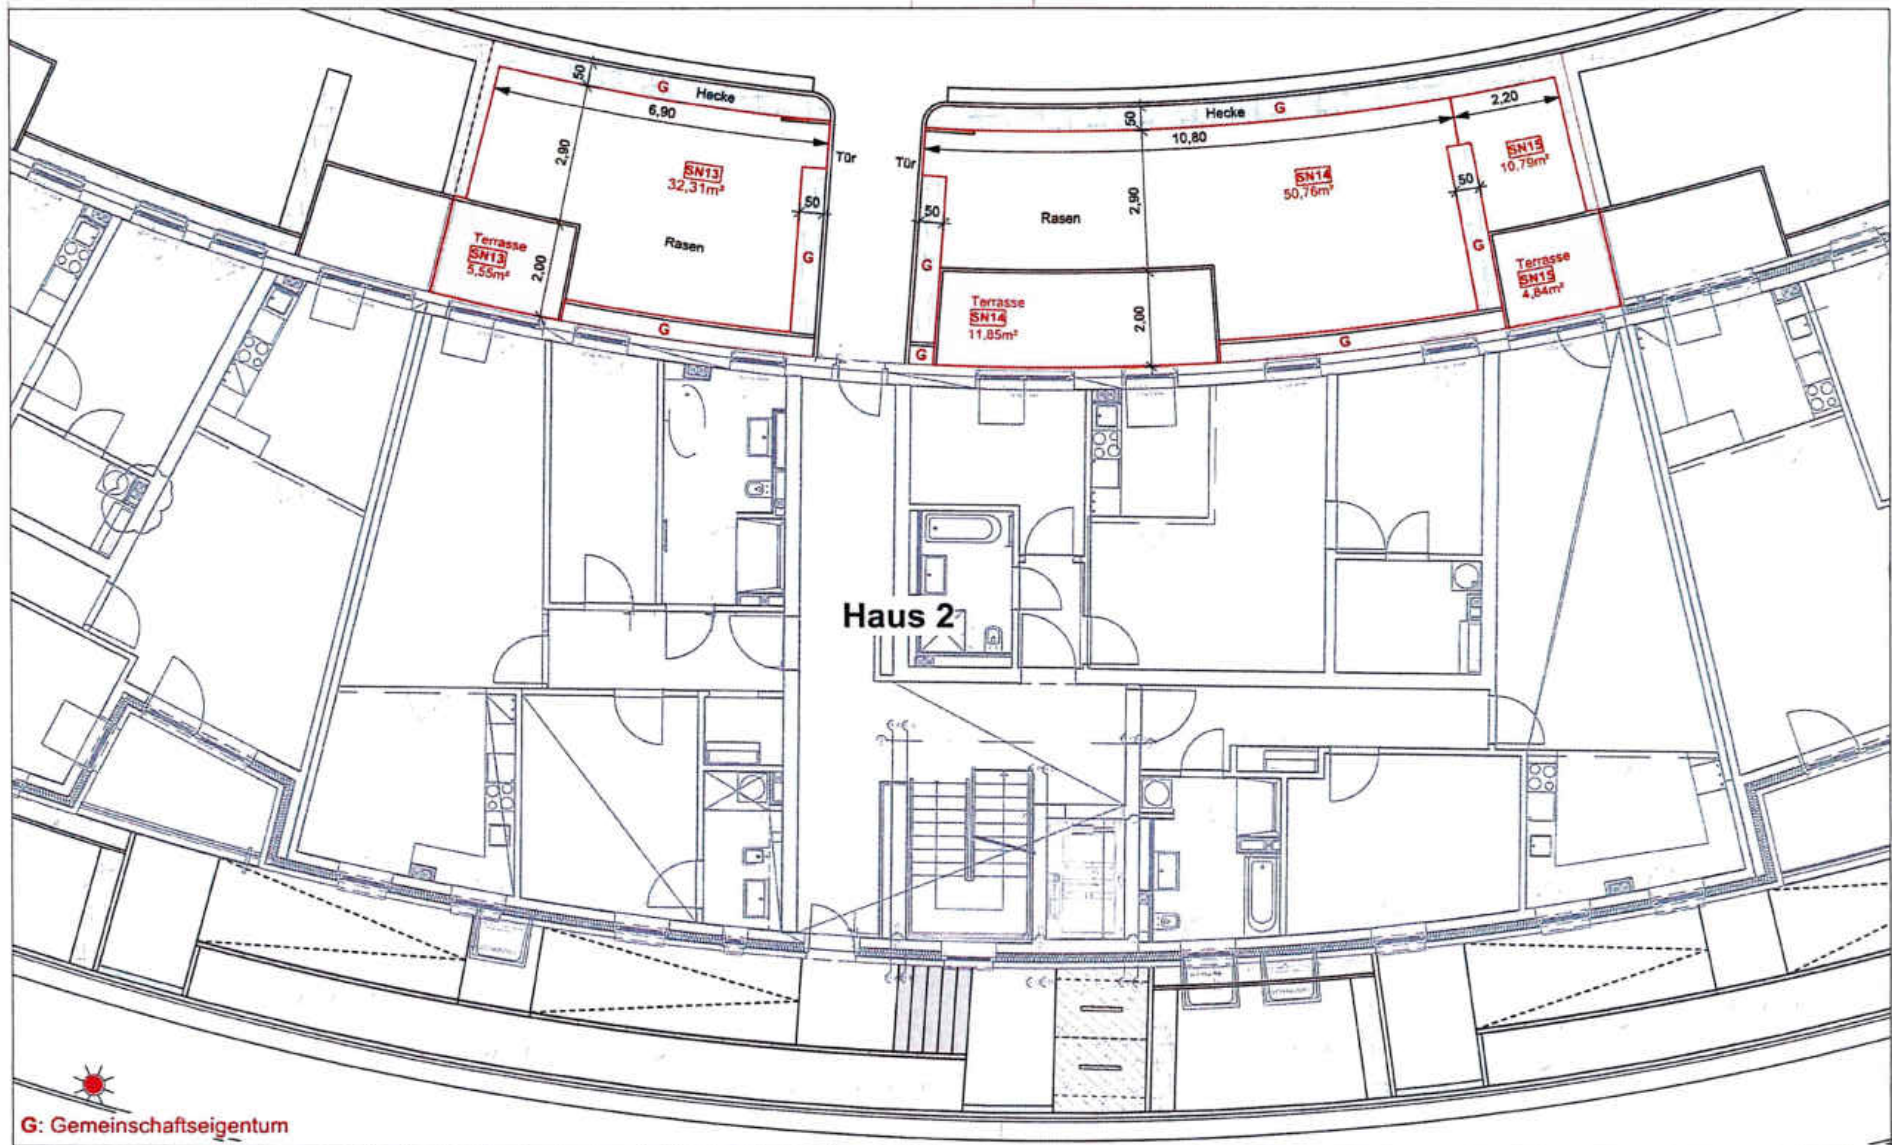 50
G
Hecke
6,90
2,90
Tür
SN13
32,31m²
50
Rasen
Terrasse
SN13
5,55m²
2,00
G
G
Hecke
G
50
10,80
2,20
Tür
SN14
50,76m²
SN15
10,79m²
50
50
2,90
Rasen
G
G
Terrasse
SN14
11,85m²
2,00
Terrasse
SN15
4,84m²
G
G
Haus 2
G: Gemeinschaftseigentum